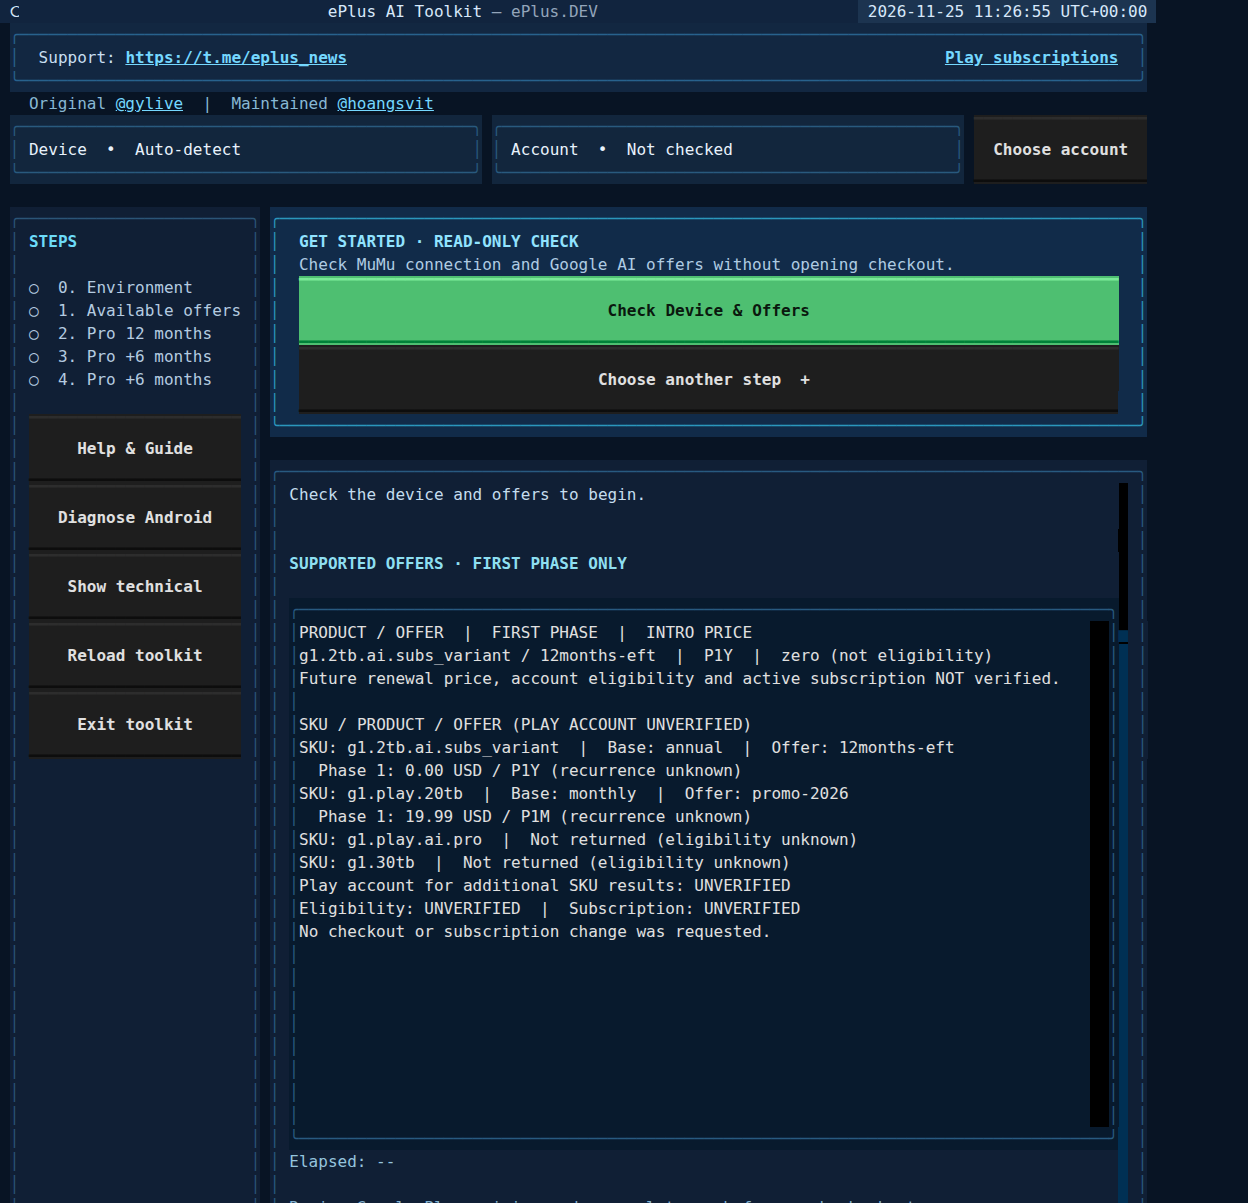 ePlus AI Toolkit — ePlus.DEV
2026-11-25 11:26:55 UTC+00:00
Support: https://t.me/eplus_news
Play subscriptions
Original @gylive | Maintained @hoangsvit
Device • Auto-detect
Account • Not checked
Choose account
STEPS
○ 0. Environment
○ 1. Available offers
○ 2. Pro 12 months
○ 3. Pro +6 months
○ 4. Pro +6 months
Help & Guide
Diagnose Android
Show technical
Reload toolkit
Exit toolkit
GET STARTED · READ-ONLY CHECK
Check MuMu connection and Google AI offers without opening checkout.
Check Device & Offers
Choose another step +
Check the device and offers to begin.
SUPPORTED OFFERS · FIRST PHASE ONLY
PRODUCT / OFFER | FIRST PHASE | INTRO PRICE
g1.2tb.ai.subs_variant / 12months-eft | P1Y | zero (not eligibility)
Future renewal price, account eligibility and active subscription NOT verified.
SKU / PRODUCT / OFFER (PLAY ACCOUNT UNVERIFIED)
SKU: g1.2tb.ai.subs_variant | Base: annual | Offer: 12months-eft
Phase 1: 0.00 USD / P1Y (recurrence unknown)
SKU: g1.play.20tb | Base: monthly | Offer: promo-2026
Phase 1: 19.99 USD / P1M (recurrence unknown)
SKU: g1.play.ai.pro | Not returned (eligibility unknown)
SKU: g1.30tb | Not returned (eligibility unknown)
Play account for additional SKU results: UNVERIFIED
Eligibility: UNVERIFIED | Subscription: UNVERIFIED
No checkout or subscription change was requested.
Elapsed: --